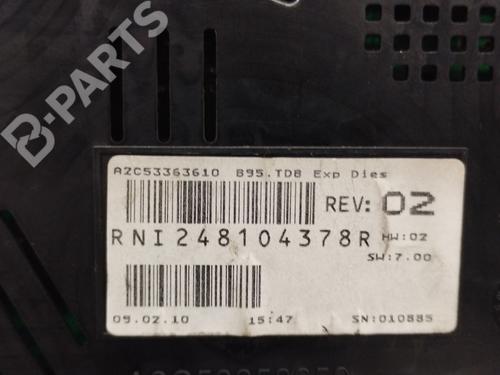 B-PARTS
A2C53363610 B95.TDB Exp Dies
REV: 02
RNI248104378R HW:02
SW:7.00
09.02.10 15:47 SN:010885